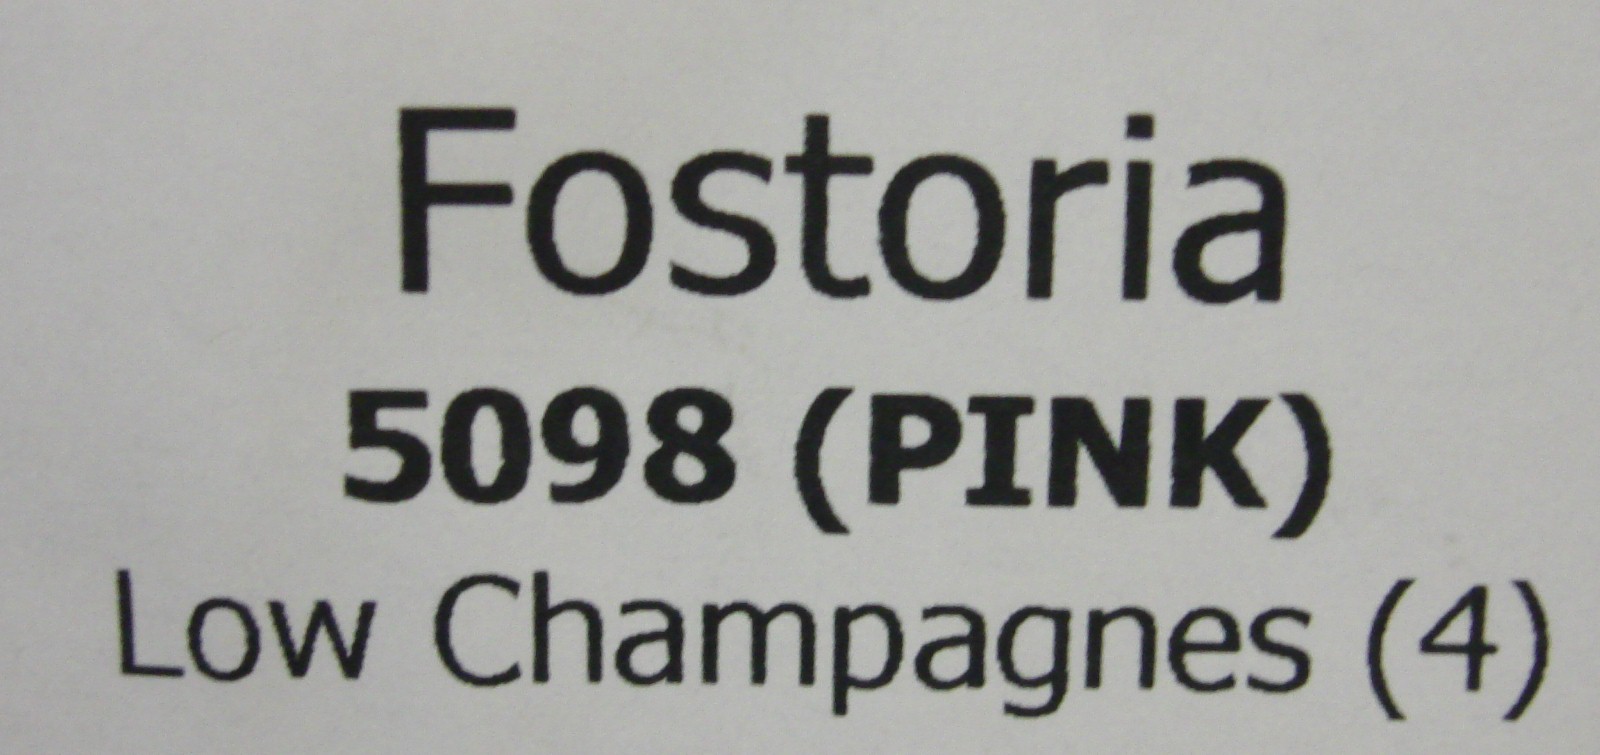 Fostoria
5098 (PINK)
Low Champagnes (4)